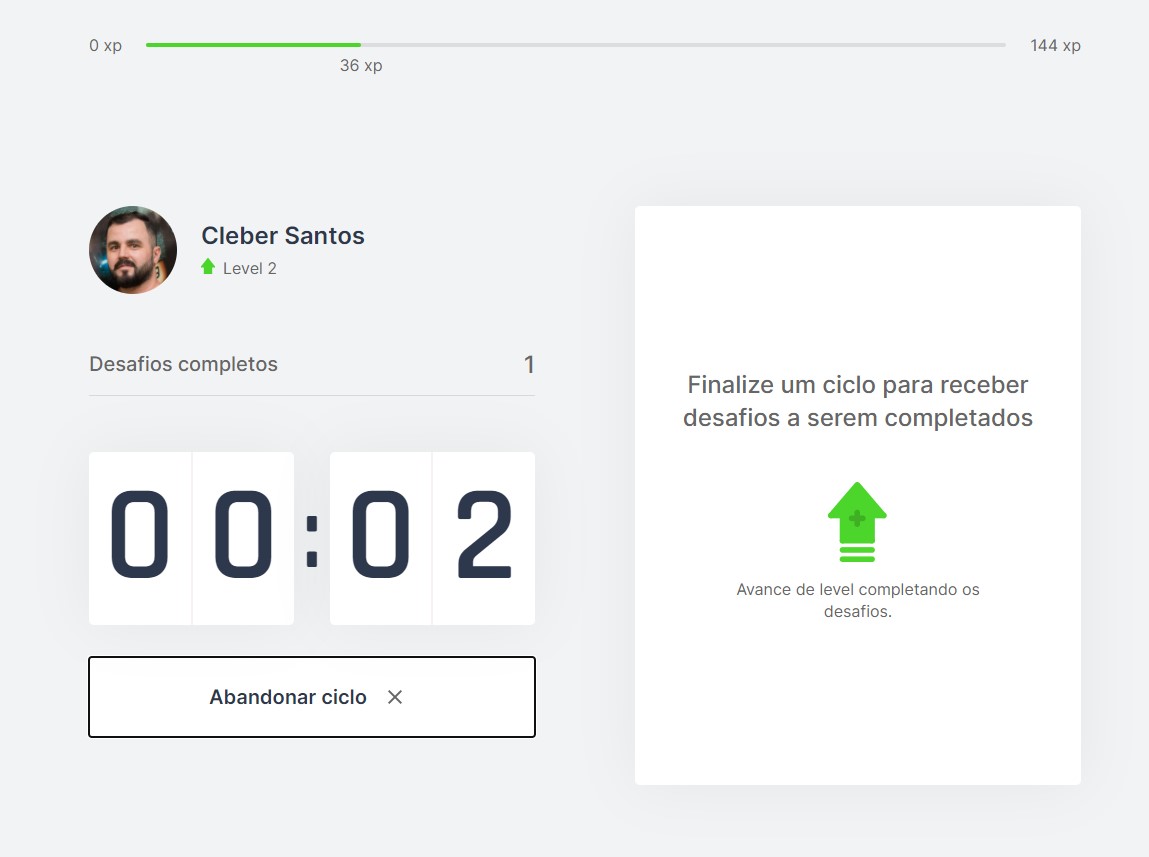 0 xp
144 xp
36 xp
Cleber Santos
Level 2
Desafios completos
1
00:02
Abandonar ciclo
Finalize um ciclo para receber
desafios a serem completados
Avance de level completando os
desafios.